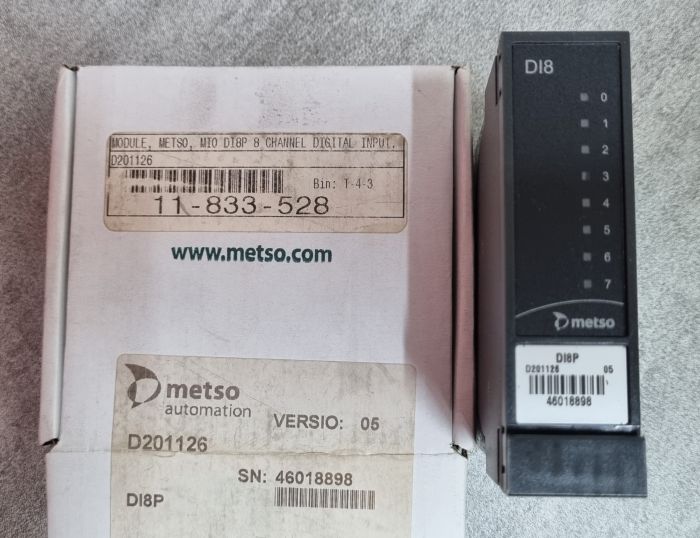 MODULE, METSO, MIO DI8P 8 CHANNEL DIGITAL INPUT,
D201126
Bin: T-4-3
11-833-528
www.metso.com
metso
automation
VERSIO: 05
D201126
SN: 46018898
DI8P
DI8
0
1
2
3
4
5
6
7
metso
DI8P
D201126 05
46018898